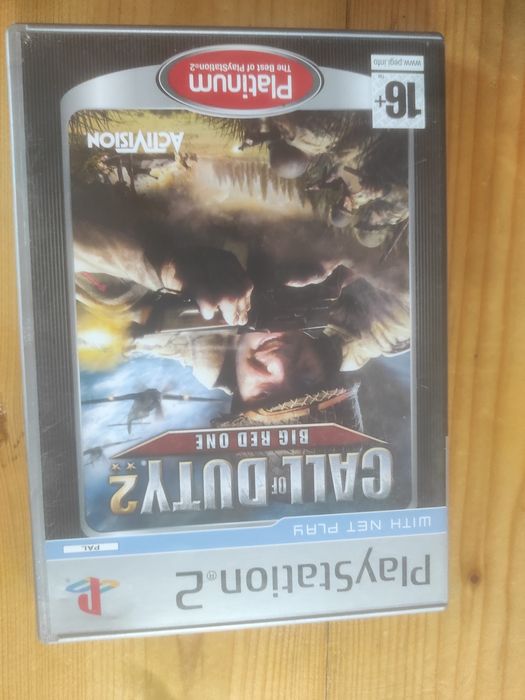 PlayStation®2
PAL
WITH NET PLAY
CALL OF DUTY 2
BIG RED ONE
ACTIVISION
16+
www.pegi.info
Platinum
The Best of PlayStation®2